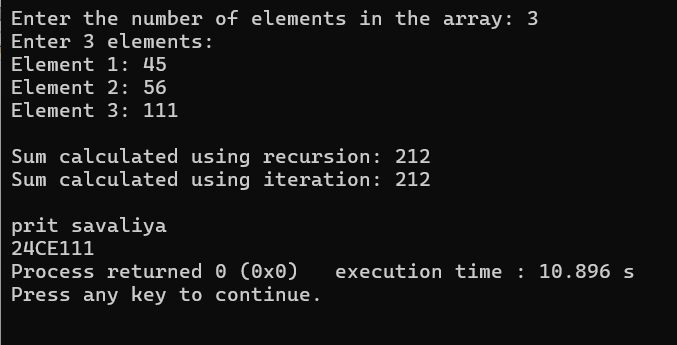 Enter the number of elements in the array: 3
Enter 3 elements:
Element 1: 45
Element 2: 56
Element 3: 111
Sum calculated using recursion: 212
Sum calculated using iteration: 212
prit savaliya
24CE111
Process returned 0 (0x0)   execution time : 10.896 s
Press any key to continue.